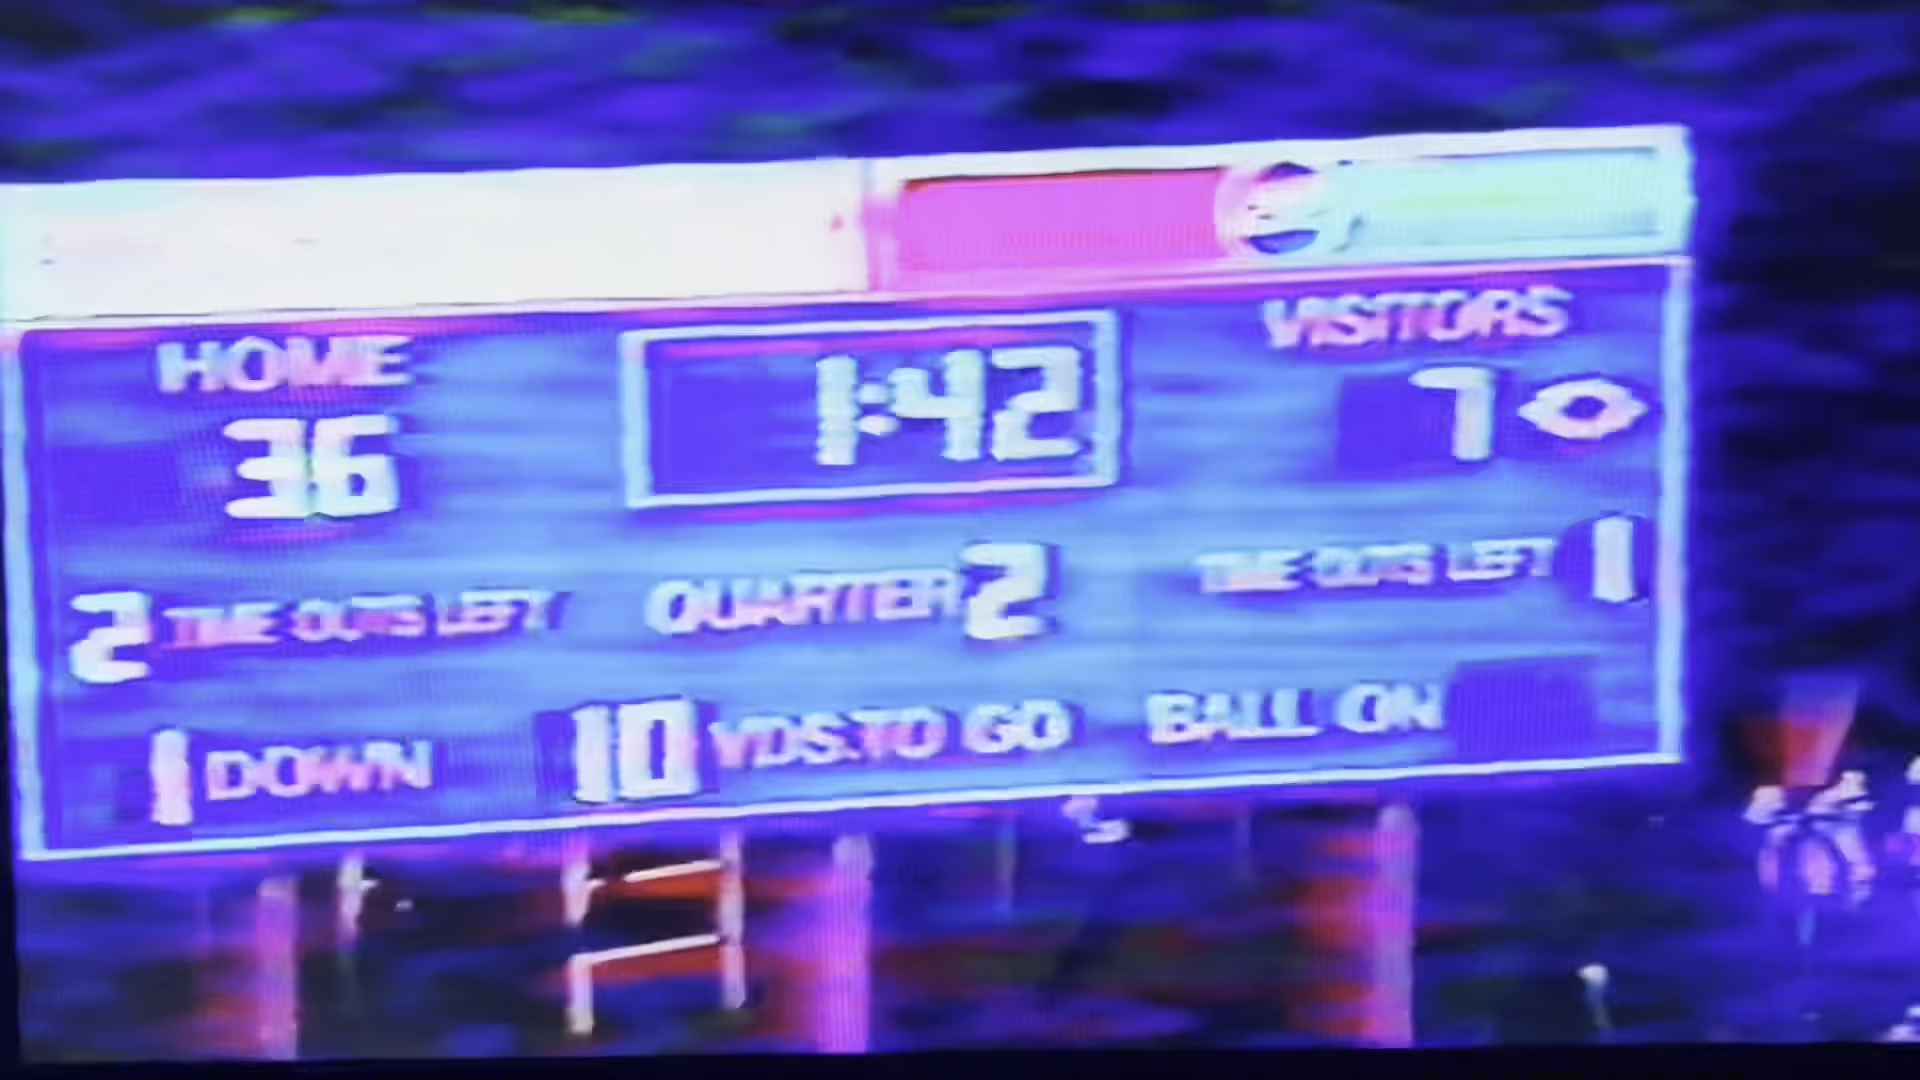 HOME 1:42 VISITORS
36 7
2 TIME OUTS LEFT QUARTER 2 TIME OUTS LEFT 1
1 DOWN 10 YDS.TO GO BALL ON